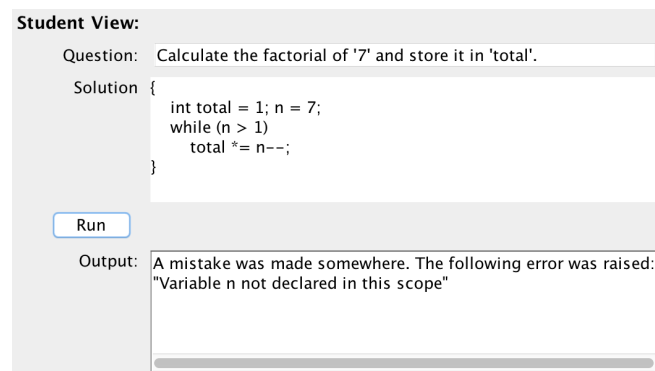 Student View:
Question: Calculate the factorial of '7' and store it in 'total'.
Solution {
int total = 1; n = 7;
while (n > 1)
total *= n--;
}
Run
Output: A mistake was made somewhere. The following error was raised:
"Variable n not declared in this scope"